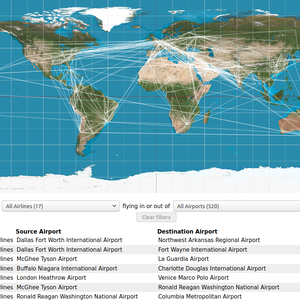 All Airlines (17) flying in or out of All Airports (520)
Clear filters
Source Airport Destination Airport
lines Dallas Fort Worth International Airport Northwest Arkansas Regional Airport
lines Dallas Fort Worth International Airport Fort Wayne International Airport
lines McGhee Tyson Airport La Guardia Airport
lines Buffalo Niagara International Airport Charlotte Douglas International Airport
lines London Heathrow Airport Venice Marco Polo Airport
lines McGhee Tyson Airport Ronald Reagan Washington National Airport
lines Ronald Reagan Washington National Airport Columbia Metropolitan Airport